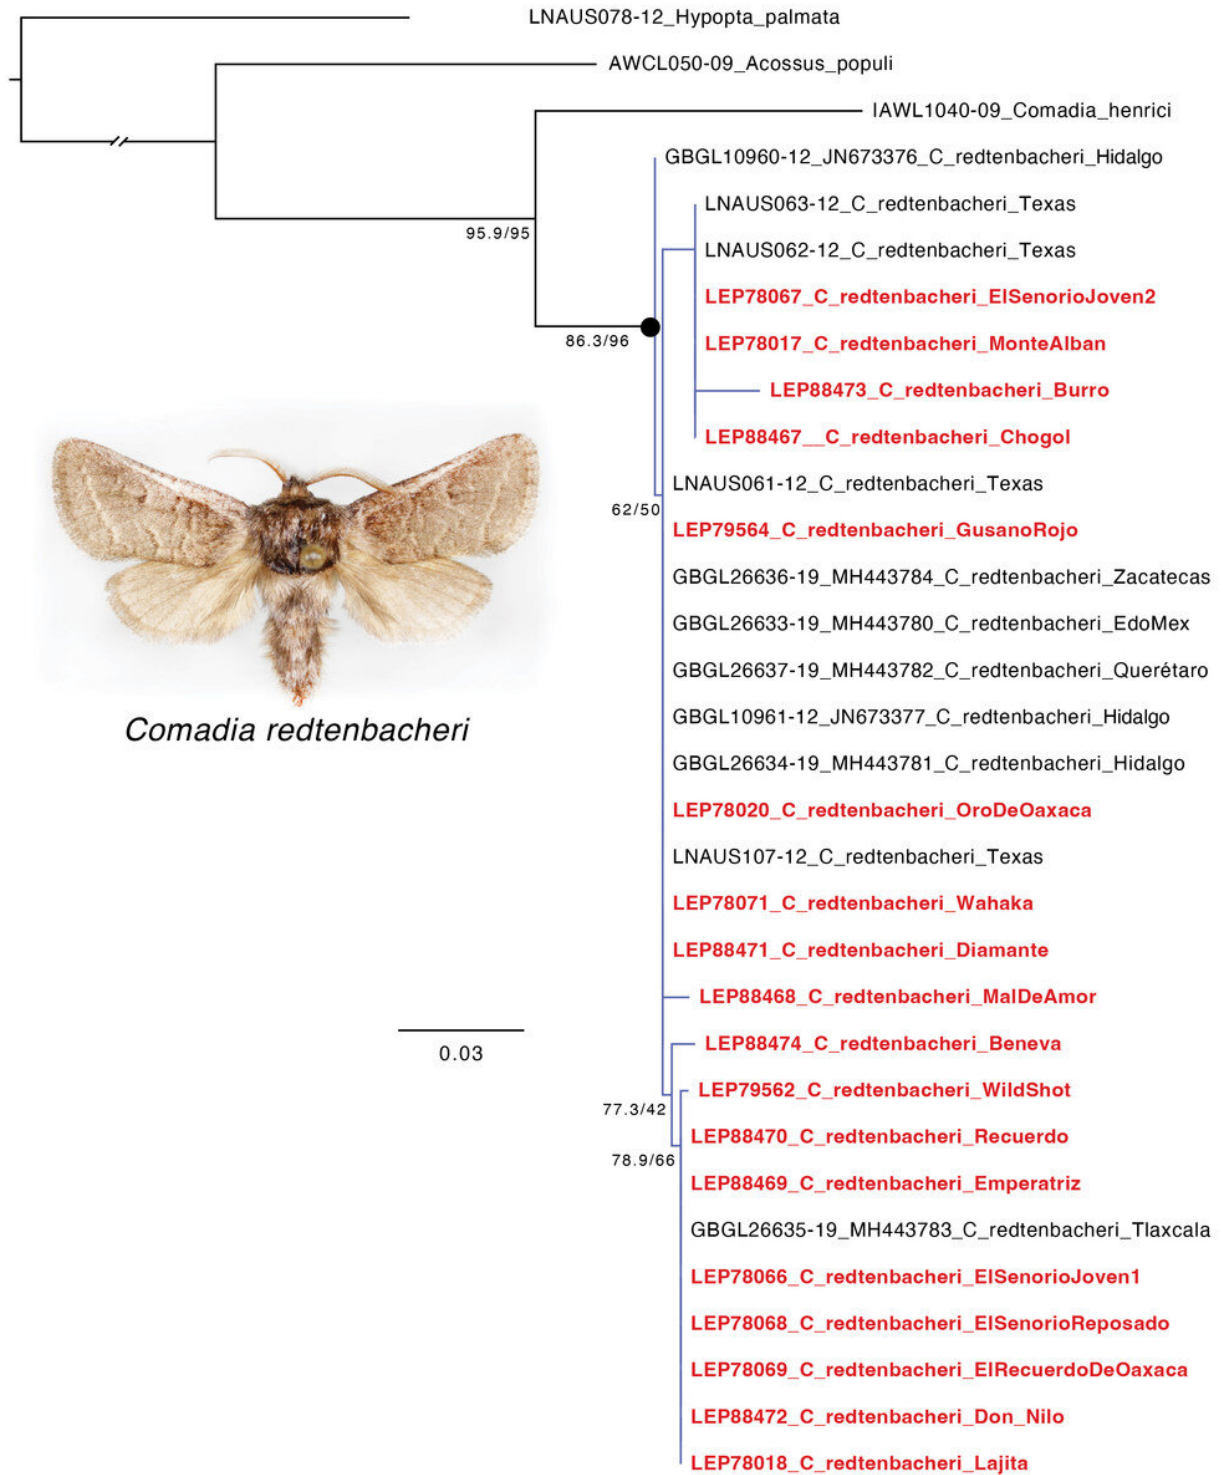 LNAUS078-12_Hypopta_palmata
AWCL050-09_Acossus_populi
IAWL1040-09_Comadia_henrici
GBGL10960-12_JN673376_C_redtenbacheri_Hidalgo
LNAUS063-12_C_redtenbacheri_Texas
95.9/95
LNAUS062-12_C_redtenbacheri_Texas
LEP78067_C_redtenbacheri_ElSenorioJoven2
86.3/96
LEP78017_C_redtenbacheri_MonteAlban
LEP88473_C_redtenbacheri_Burro
LEP88467__C_redtenbacheri_Chogol
LNAUS061-12_C_redtenbacheri_Texas
62/50
LEP79564_C_redtenbacheri_GusanoRojo
GBGL26636-19_MH443784_C_redtenbacheri_Zacatecas
GBGL26633-19_MH443780_C_redtenbacheri_EdoMex
GBGL26637-19_MH443782_C_redtenbacheri_Querétaro
GBGL10961-12_JN673377_C_redtenbacheri_Hidalgo
Comadia redtenbacheri
GBGL26634-19_MH443781_C_redtenbacheri_Hidalgo
LEP78020_C_redtenbacheri_OroDeOaxaca
LNAUS107-12_C_redtenbacheri_Texas
LEP78071_C_redtenbacheri_Wahaka
LEP88471_C_redtenbacheri_Diamante
LEP88468_C_redtenbacheri_MalDeAmor
0.03
LEP88474_C_redtenbacheri_Beneva
LEP79562_C_redtenbacheri_WildShot
77.3/42
LEP88470_C_redtenbacheri_Recuerdo
78.9/66
LEP88469_C_redtenbacheri_Emperatriz
GBGL26635-19_MH443783_C_redtenbacheri_Tlaxcala
LEP78066_C_redtenbacheri_ElSenorioJoven1
LEP78068_C_redtenbacheri_ElSenorioReposado
LEP78069_C_redtenbacheri_ElRecuerdoDeOaxaca
LEP88472_C_redtenbacheri_Don_Nilo
LEP78018_C_redtenbacheri_Lajita